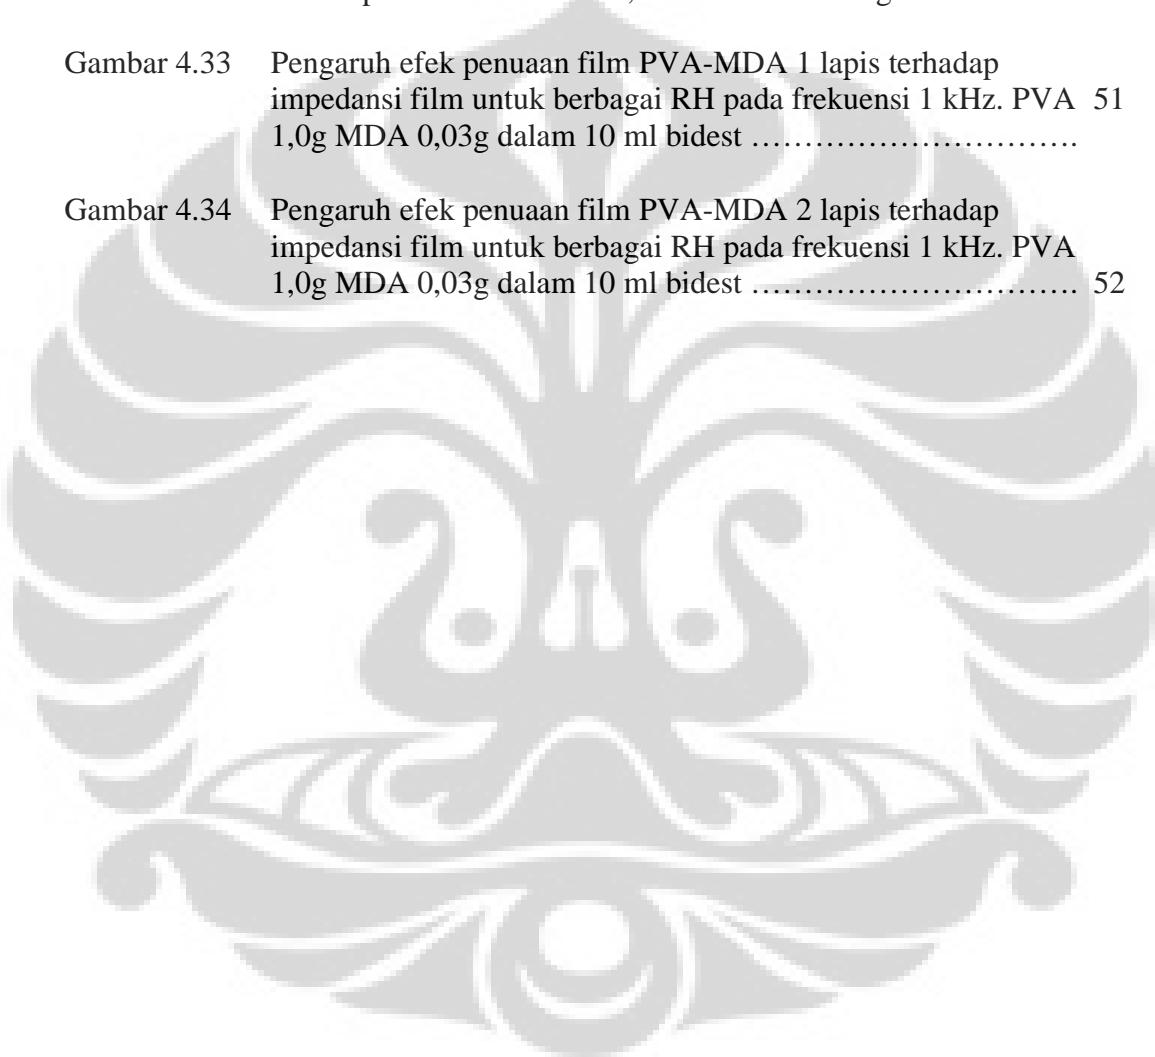 Gambar 4.33 Pengaruh efek penuaan film PVA-MDA 1 lapis terhadap
impedansi film untuk berbagai RH pada frekuensi 1 kHz. PVA 51
1,0g MDA 0,03g dalam 10 ml bidest ………………………….
Gambar 4.34 Pengaruh efek penuaan film PVA-MDA 2 lapis terhadap
impedansi film untuk berbagai RH pada frekuensi 1 kHz. PVA
1,0g MDA 0,03g dalam 10 ml bidest …………………………. 52